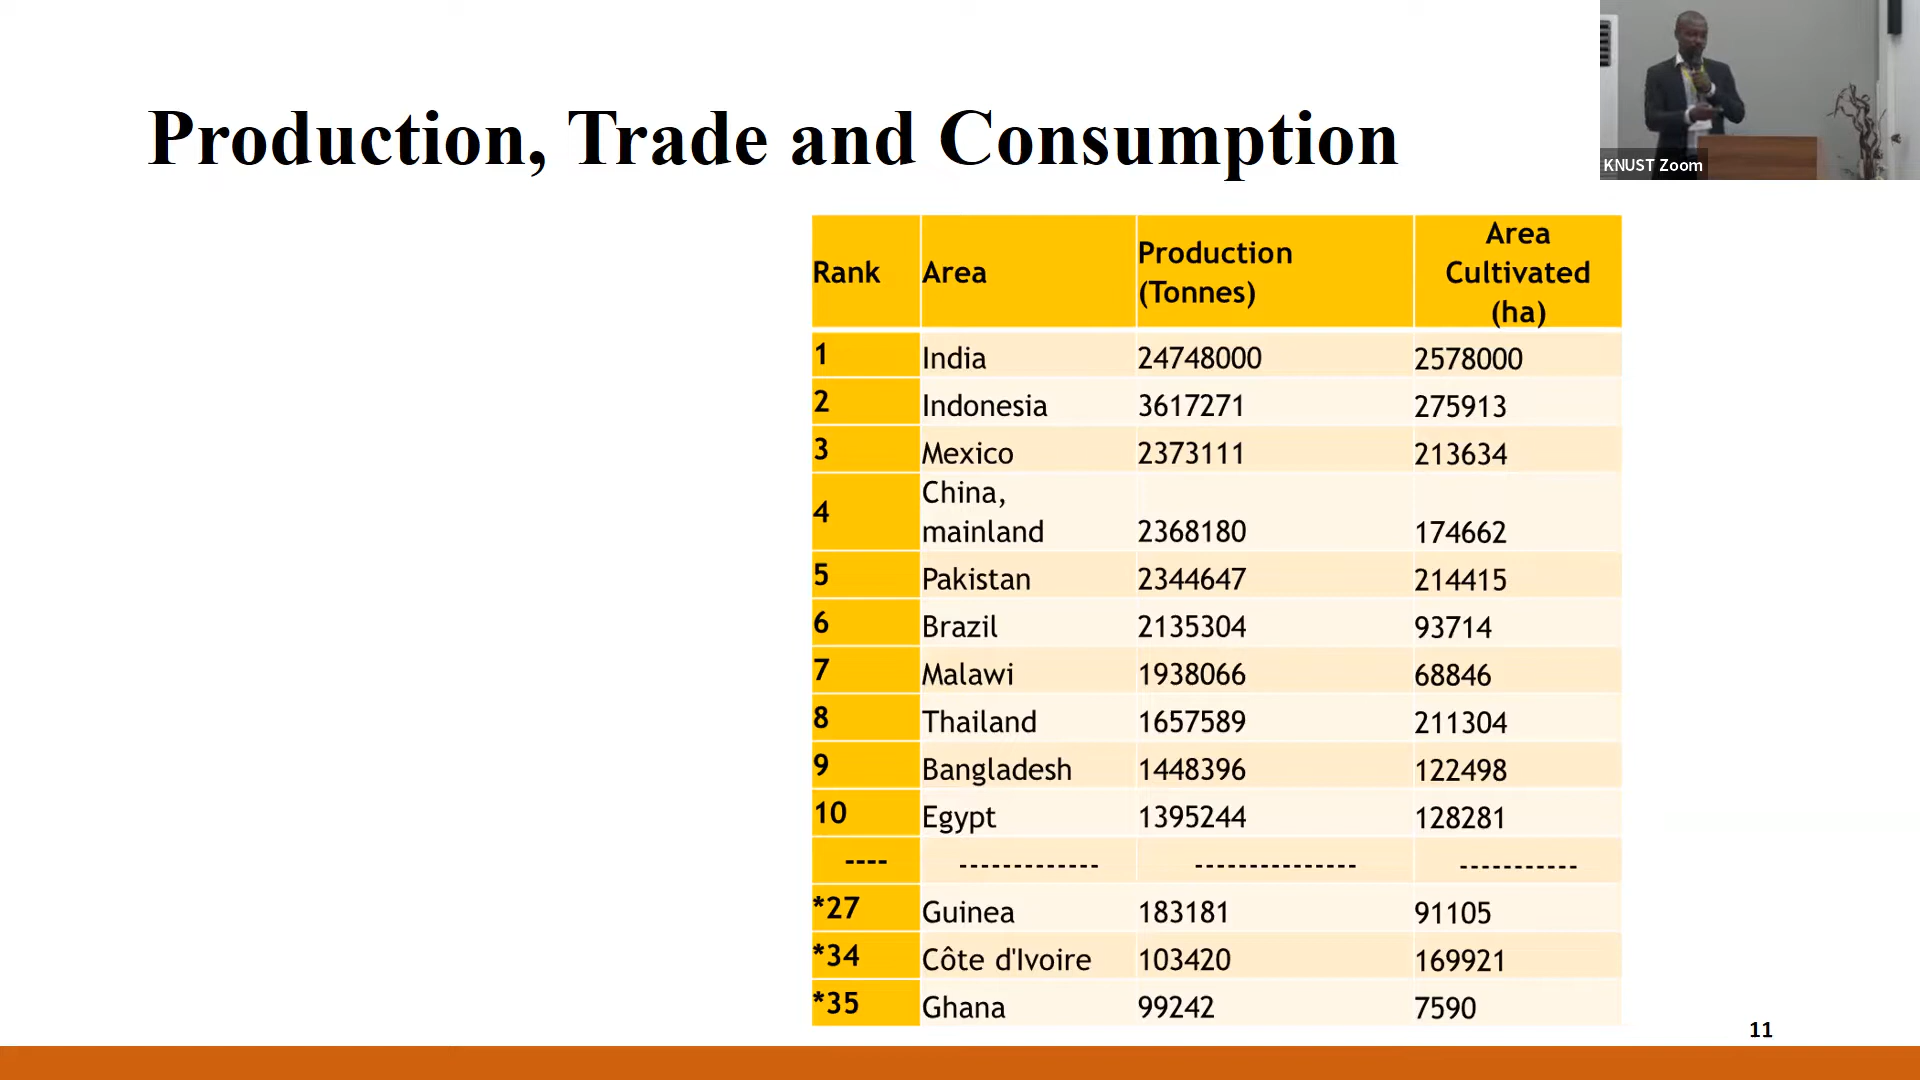 Production, Trade and Consumption
KNUST Zoom
Rank Area Production (Tonnes) Area Cultivated (ha)
1 India 24748000 2578000
2 Indonesia 3617271 275913
3 Mexico 2373111 213634
4 China, mainland 2368180 174662
5 Pakistan 2344647 214415
6 Brazil 2135304 93714
7 Malawi 1938066 68846
8 Thailand 1657589 211304
9 Bangladesh 1448396 122498
10 Egypt 1395244 128281
---- ------------- --------------- -----------
*27 Guinea 183181 91105
*34 Côte d'Ivoire 103420 169921
*35 Ghana 99242 7590
11